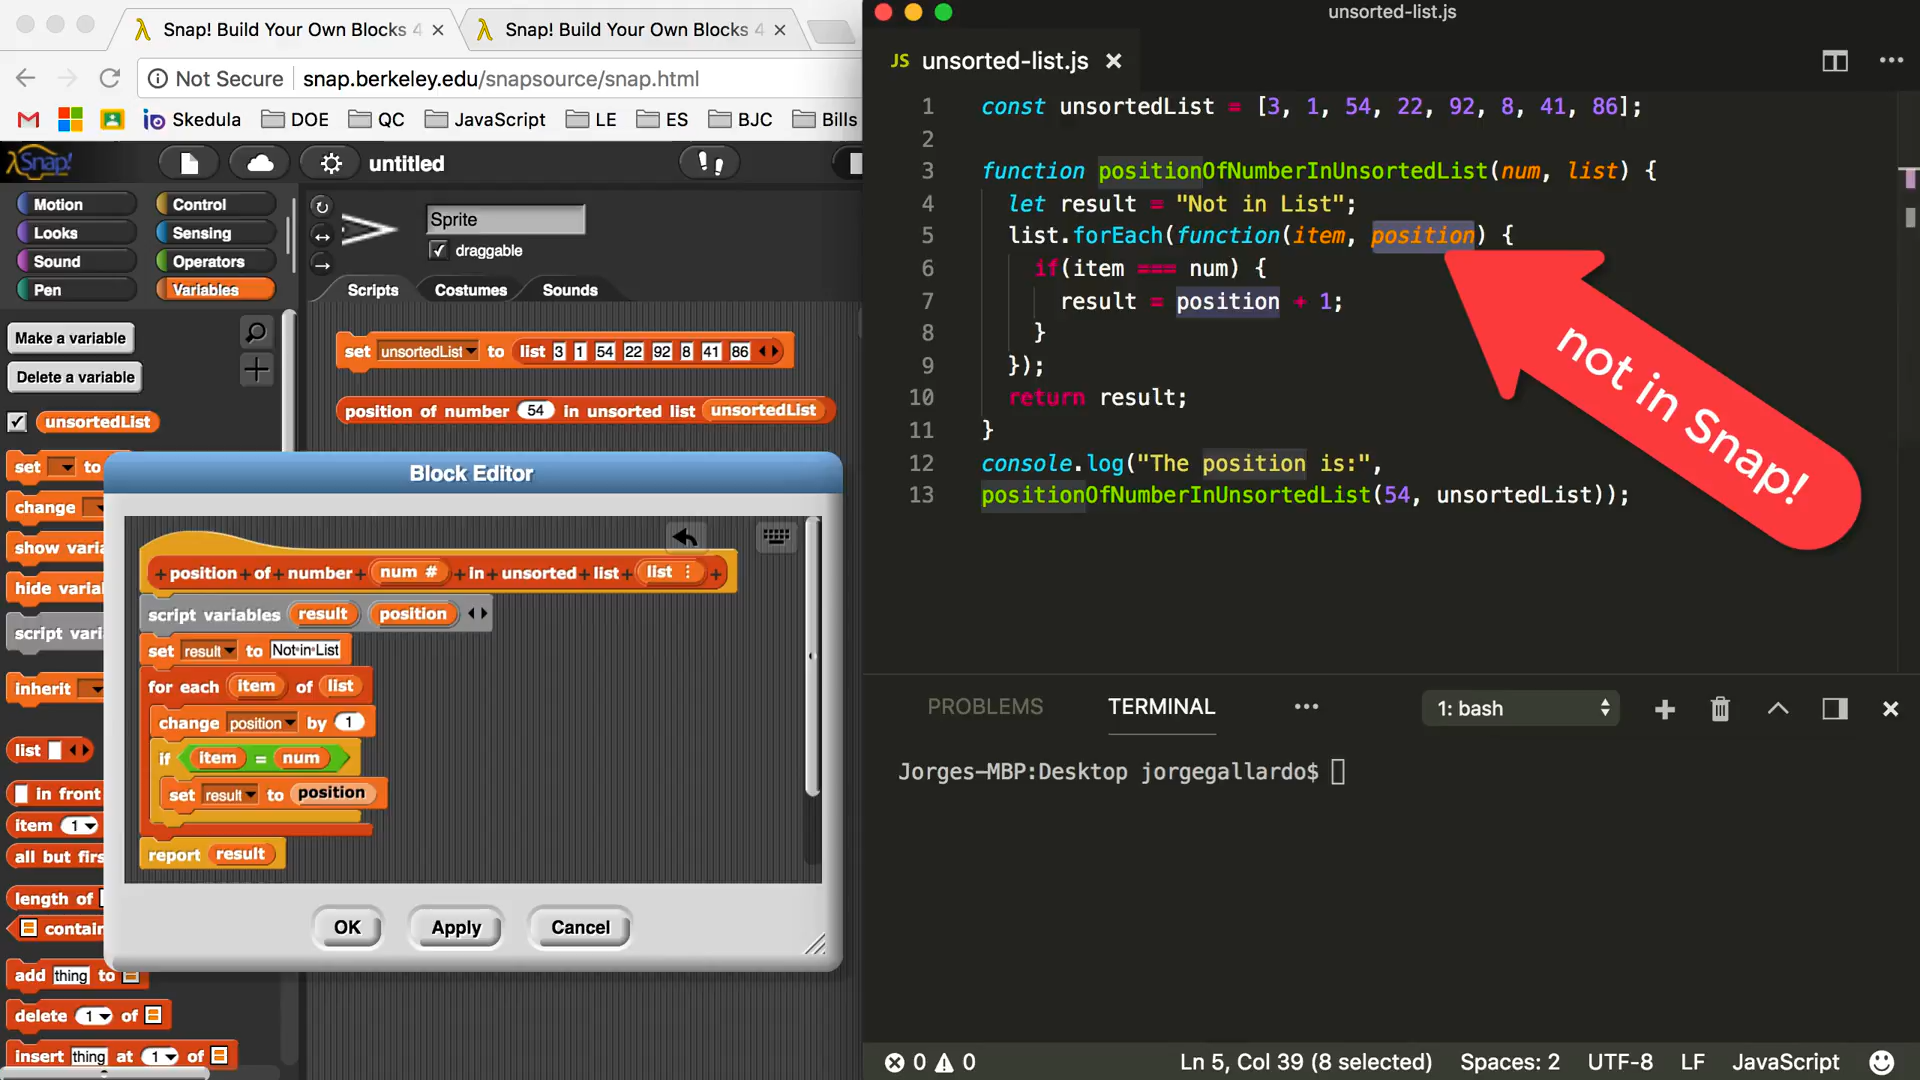 Snap! Build Your Own Blocks 4
Snap! Build Your Own Blocks 4
Not Secure | snap.berkeley.edu/snapsource/snap.html
Skedula DOE QC JavaScript LE ES BJC Bills
Snap! untitled
Motion Control
Looks Sensing
Sound Operators
Pen Variables
Sprite
draggable
Scripts Costumes Sounds
Make a variable
Delete a variable
unsortedList
set to
change
show varia
hide variab
script vari
inherit
list
in front
item 1
all but firs
length of
contain
add thing to
delete 1 of
insert thing at 1 of
set unsortedList to list 3 1 54 22 92 8 41 86
position of number 54 in unsorted list unsortedList
Block Editor
+ position + of + number + num # + in + unsorted + list + list ⋮ +
script variables result position
set result to Not in List
for each item of list
change position by 1
if item = num
set result to position
report result
OK Apply Cancel
unsorted-list.js
JS unsorted-list.js
1 const unsortedList = [3, 1, 54, 22, 92, 8, 41, 86];
2
3 function positionOfNumberInUnsortedList(num, list) {
4 let result = "Not in List";
5 list.forEach(function(item, position) {
6 if(item === num) {
7 result = position + 1;
8 }
9 });
10 return result;
11 }
12 console.log("The position is:",
13 positionOfNumberInUnsortedList(54, unsortedList));
not in Snap!
PROBLEMS TERMINAL ••• 1: bash
Jorges-MBP:Desktop jorgegallardo$
0 0 Ln 5, Col 39 (8 selected) Spaces: 2 UTF-8 LF JavaScript